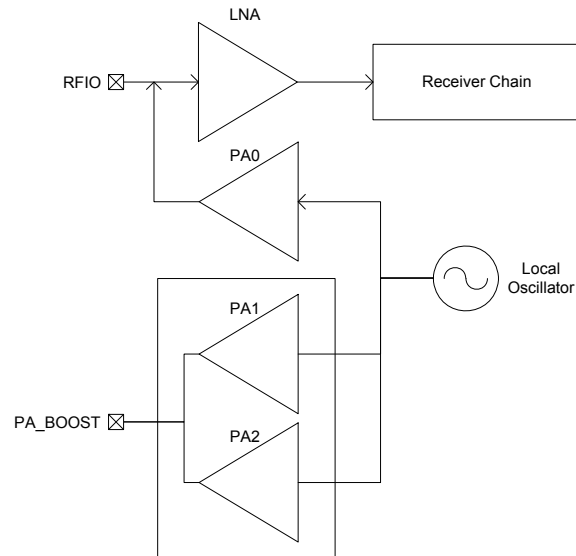 LNA
RFIO
Receiver Chain
PA0
Local
Oscillator
PA1
PA_BOOST
PA2